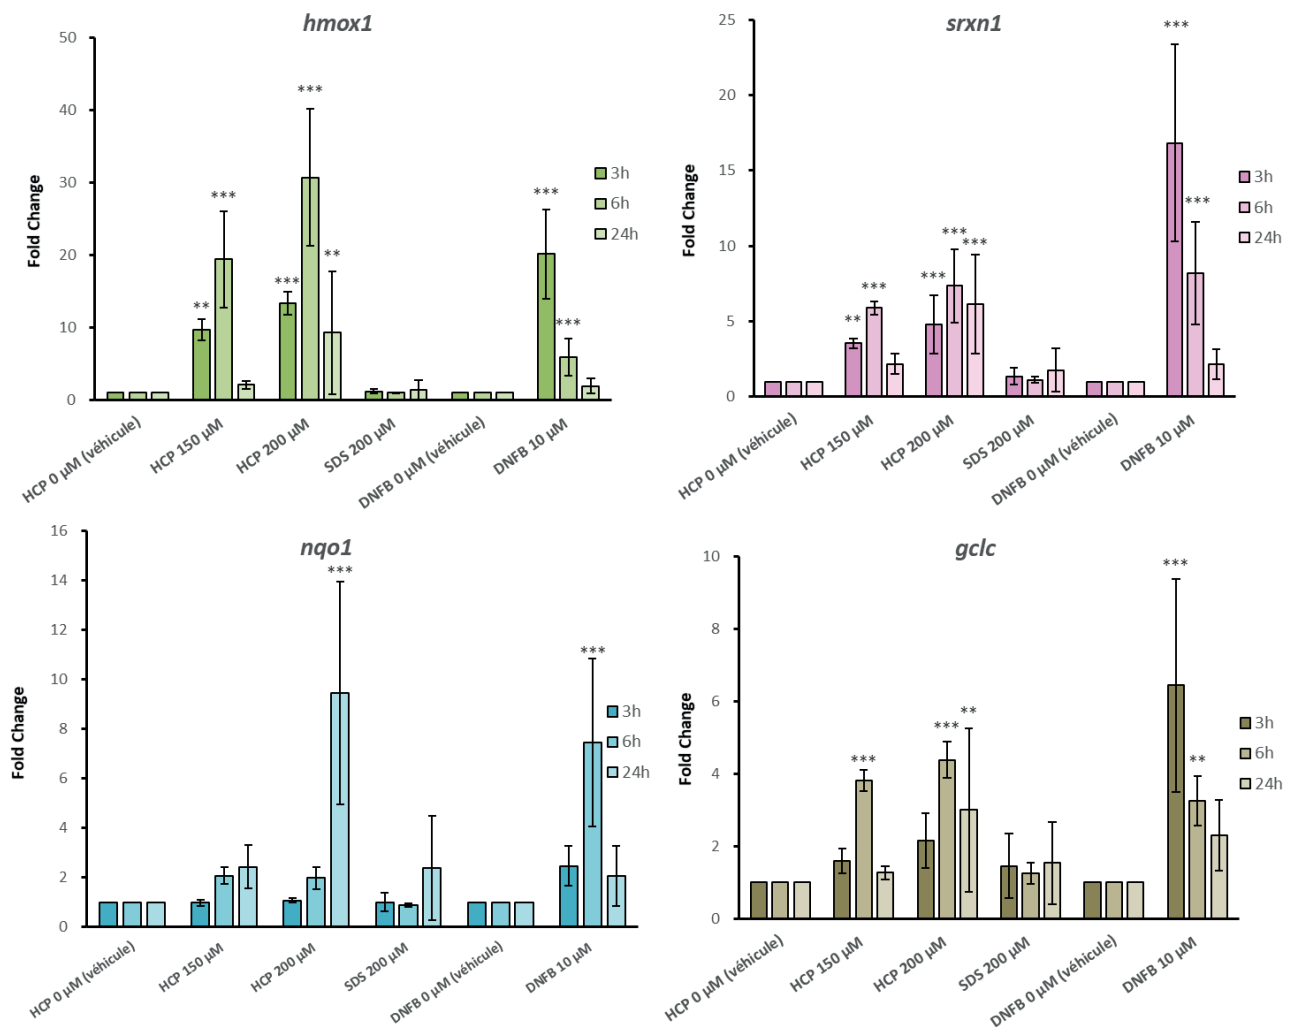 hmox1
50
40
30
20
10
0
Fold Change
**
***
***
***
**
***
***
3h
6h
24h
HCP 0 µM (véhicule)
HCP 150 µM
HCP 200 µM
SDS 200 µM
DNFB 0 µM (véhicule)
DNFB 10 µM
srxn1
25
20
15
10
5
0
Fold Change
**
***
***
***
***
***
***
3h
6h
24h
HCP 0 µM (véhicule)
HCP 150 µM
HCP 200 µM
SDS 200 µM
DNFB 0 µM (véhicule)
DNFB 10 µM
nqo1
16
14
12
10
8
6
4
2
0
Fold Change
***
***
3h
6h
24h
HCP 0 µM (véhicule)
HCP 150 µM
HCP 200 µM
SDS 200 µM
DNFB 0 µM (véhicule)
DNFB 10 µM
gclc
10
8
6
4
2
0
Fold Change
***
***
**
***
**
3h
6h
24h
HCP 0 µM (véhicule)
HCP 150 µM
HCP 200 µM
SDS 200 µM
DNFB 0 µM (véhicule)
DNFB 10 µM